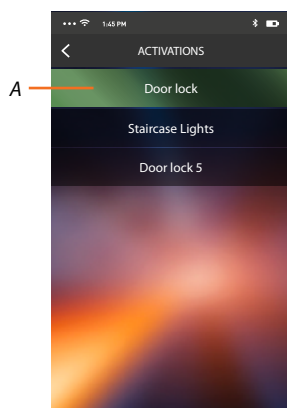 1:45 PM
ACTIVATIONS
A
Door lock
Staircase Lights
Door lock 5